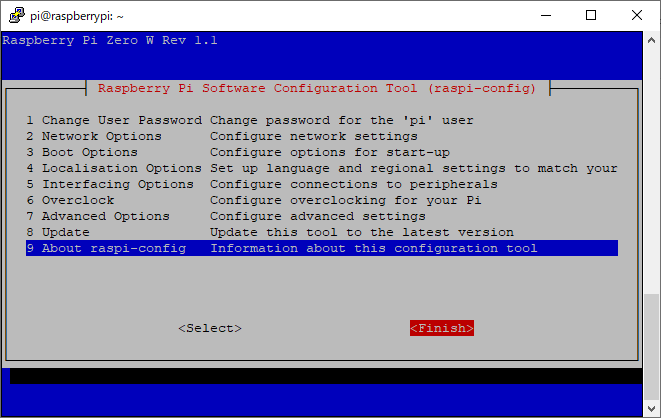 pi@raspberrypi: ~
Raspberry Pi Zero W Rev 1.1
Raspberry Pi Software Configuration Tool (raspi-config)
1 Change User Password Change password for the 'pi' user
2 Network Options Configure network settings
3 Boot Options Configure options for start-up
4 Localisation Options Set up language and regional settings to match your
5 Interfacing Options Configure connections to peripherals
6 Overclock Configure overclocking for your Pi
7 Advanced Options Configure advanced settings
8 Update Update this tool to the latest version
9 About raspi-config Information about this configuration tool
<Select> <Finish>